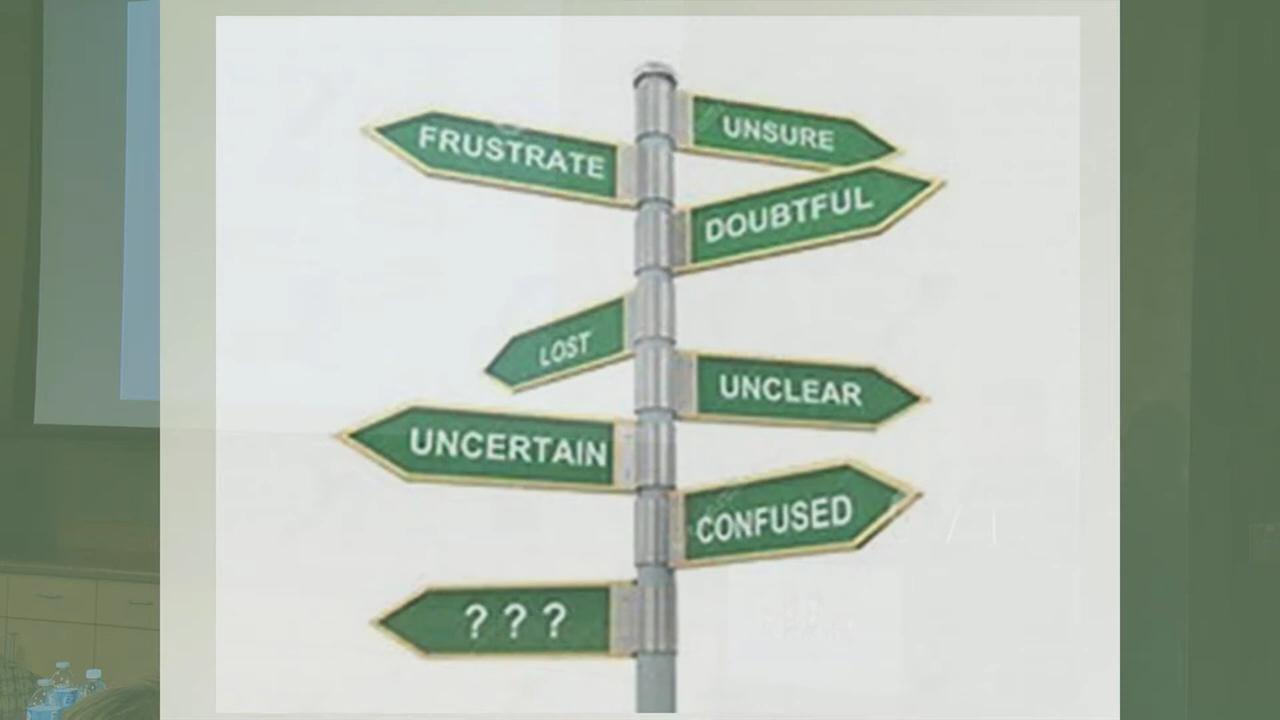 FRUSTRATE
UNSURE
DOUBTFUL
LOST
UNCLEAR
UNCERTAIN
CONFUSED
? ? ?